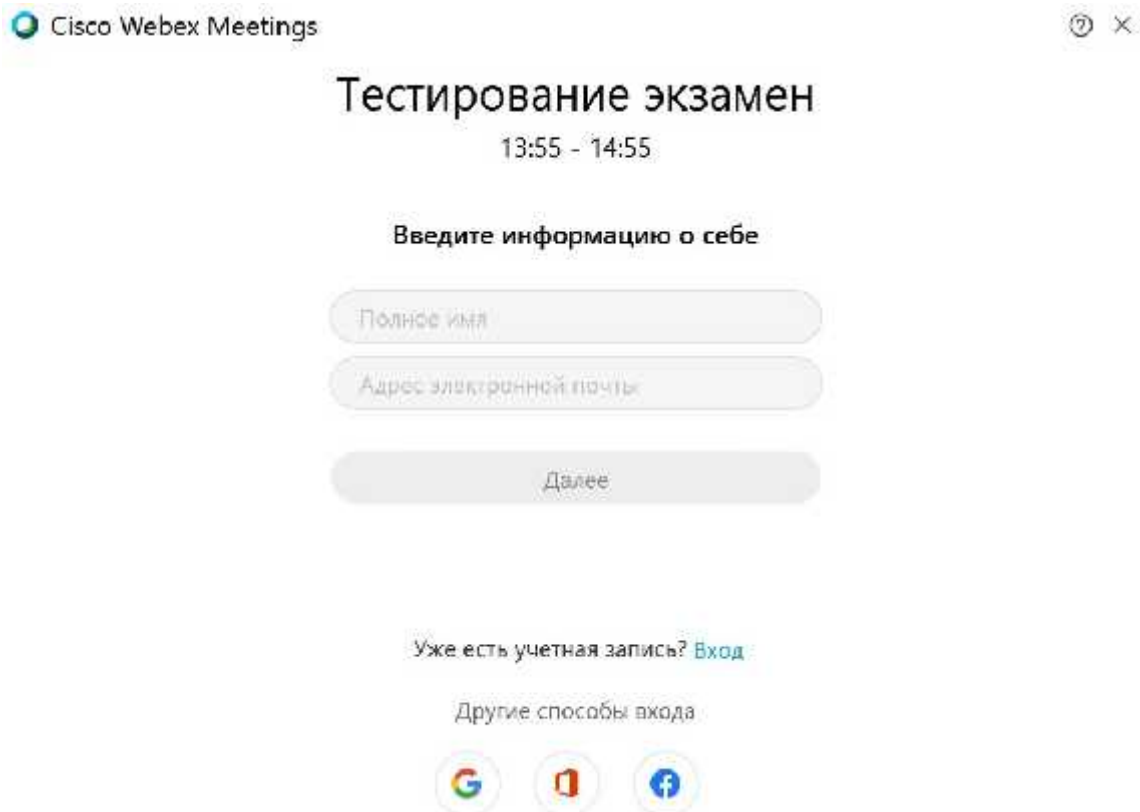 Cisco Webex Meetings
Тестирование экзамен
13:55 - 14:55
Введите информацию о себе
Полное имя
Адрес электронной почты
Далее
Уже есть учетная запись? Вход
Другие способы входа